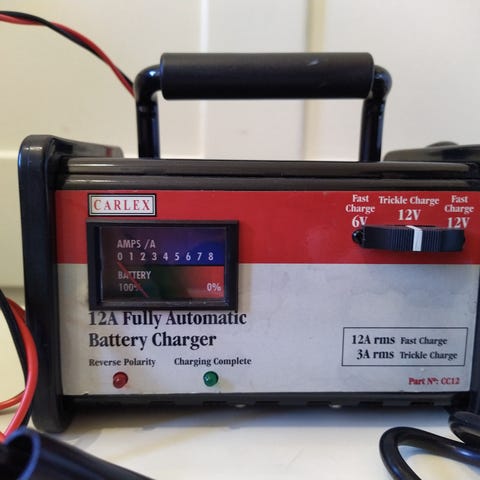 CARLEX
Fast Charge 6V
Trickle Charge 12V
Fast Charge 12V
AMPS /A
0 1 2 3 4 5 6 7 8
BATTERY
100% 0%
12A Fully Automatic
Battery Charger
Reverse Polarity Charging Complete
12A rms Fast Charge
3A rms Trickle Charge
Part Nº: CC12